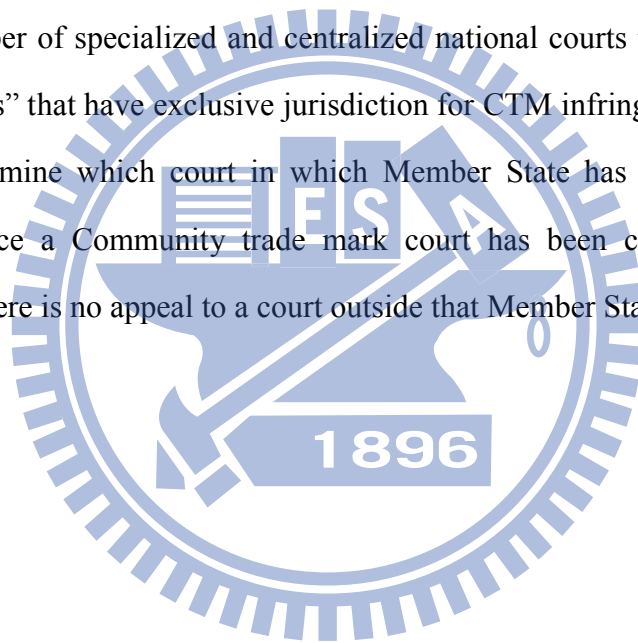 ber of specialized and centralized national courts
s” that have exclusive jurisdiction for CTM infring
mine which court in which Member State has
ce a Community trade mark court has been c
ere is no appeal to a court outside that Member Sta
E S A
1896